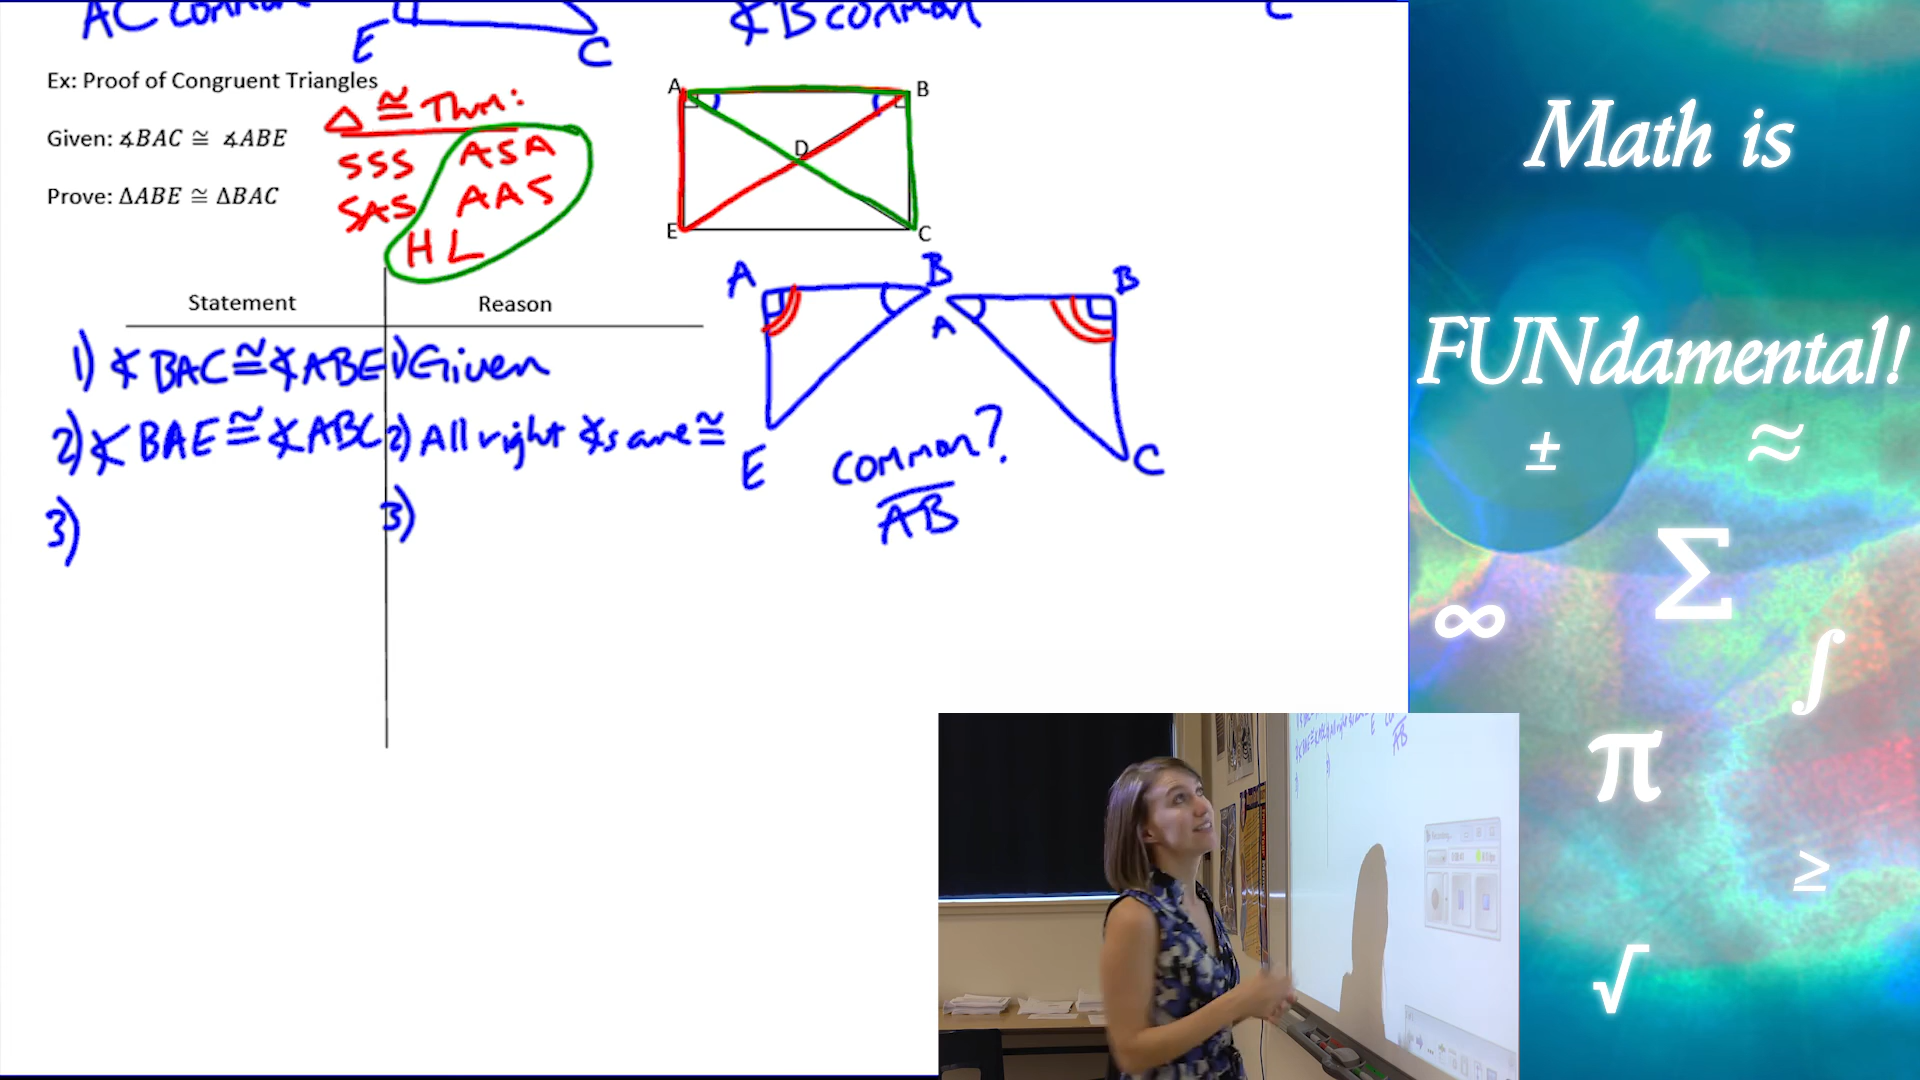 AC common
E
C
∡B common
Ex: Proof of Congruent Triangles
Δ ≅ Thm:
Given: ∡BAC ≅ ∡ABE
SSS ASA
Prove: ΔABE ≅ ΔBAC
SAS AAS
HL
A B
D
E C
Statement Reason
1) ∡BAC ≅ ∡ABE 1) Given
2) ∡BAE ≅ ∡ABC 2) All right ∡s are ≅
3) 3)
A B B
A
E C
common?
AB
Math is
FUNdamental!
± ≈
Σ
∞
∫
π
≥
√